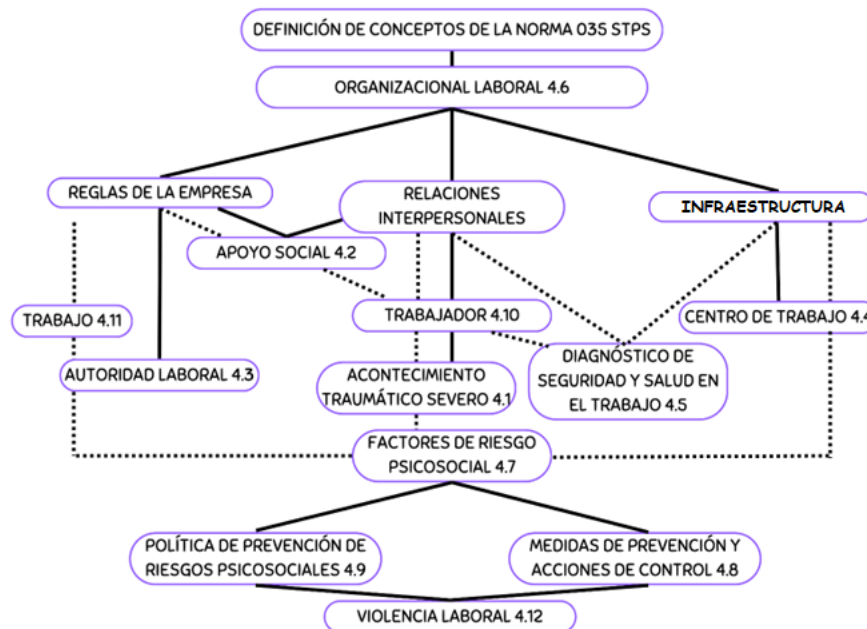 DEFINICIÓN DE CONCEPTOS DE LA NORMA 035 STPS
ORGANIZACIONAL LABORAL 4.6
REGLAS DE LA EMPRESA
RELACIONES
INTERPERSONALES
INFRAESTRUCTURA
APOYO SOCIAL 4.2
TRABAJO 4.11
TRABAJADOR 4.10
CENTRO DE TRABAJO 4.4
AUTORIDAD LABORAL 4.3
ACONTECIMIENTO
TRAUMÁTICO SEVERO 4.1
DIAGNÓSTICO DE
SEGURIDAD Y SALUD EN
EL TRABAJO 4.5
FACTORES DE RIESGO
PSICOSOCIAL 4.7
POLÍTICA DE PREVENCIÓN DE
RIESGOS PSICOSOCIALES 4.9
MEDIDAS DE PREVENCIÓN Y
ACCIONES DE CONTROL 4.8
VIOLENCIA LABORAL 4.12